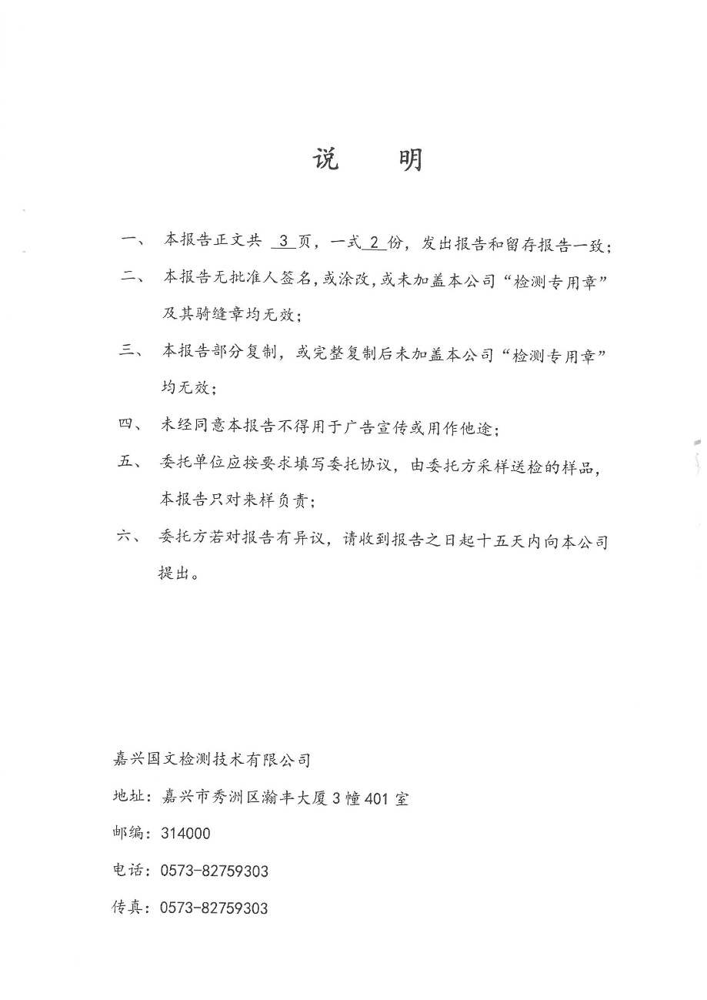 说 明
一、 本报告正文共 3 页，一式 2 份，发出报告和留存报告一致；
二、 本报告无批准人签名，或涂改，或未加盖本公司“检测专用章”
及其骑缝章均无效；
三、 本报告部分复制，或完整复制后未加盖本公司“检测专用章”
均无效；
四、 未经同意本报告不得用于广告宣传或用作他途；
五、 委托单位应按要求填写委托协议，由委托方采样送检的样品，
本报告只对来样负责；
六、 委托方若对报告有异议，请收到报告之日起十五天内向本公司
提出。
嘉兴国文检测技术有限公司
地址：嘉兴市秀洲区瀚丰大厦 3 幢 401 室
邮编：314000
电话：0573-82759303
传真：0573-82759303